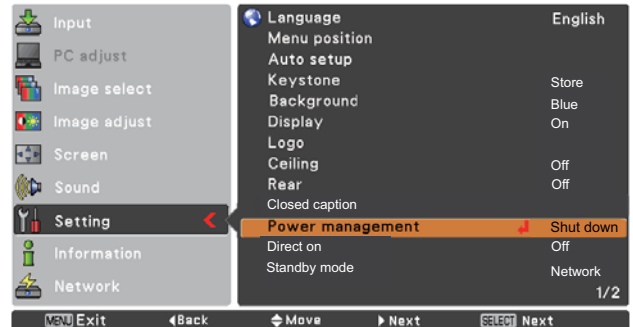 Input
PC adjust
Image select
Image adjust
Screen
Sound
Setting
Information
Network
Language English
Menu position
Auto setup
Keystone Store
Background Blue
Display On
Logo
Ceiling Off
Rear Off
Closed caption
Power management Shut down
Direct on Off
Standby mode Network
1/2
MENU Exit Back Move Next SELECT Next